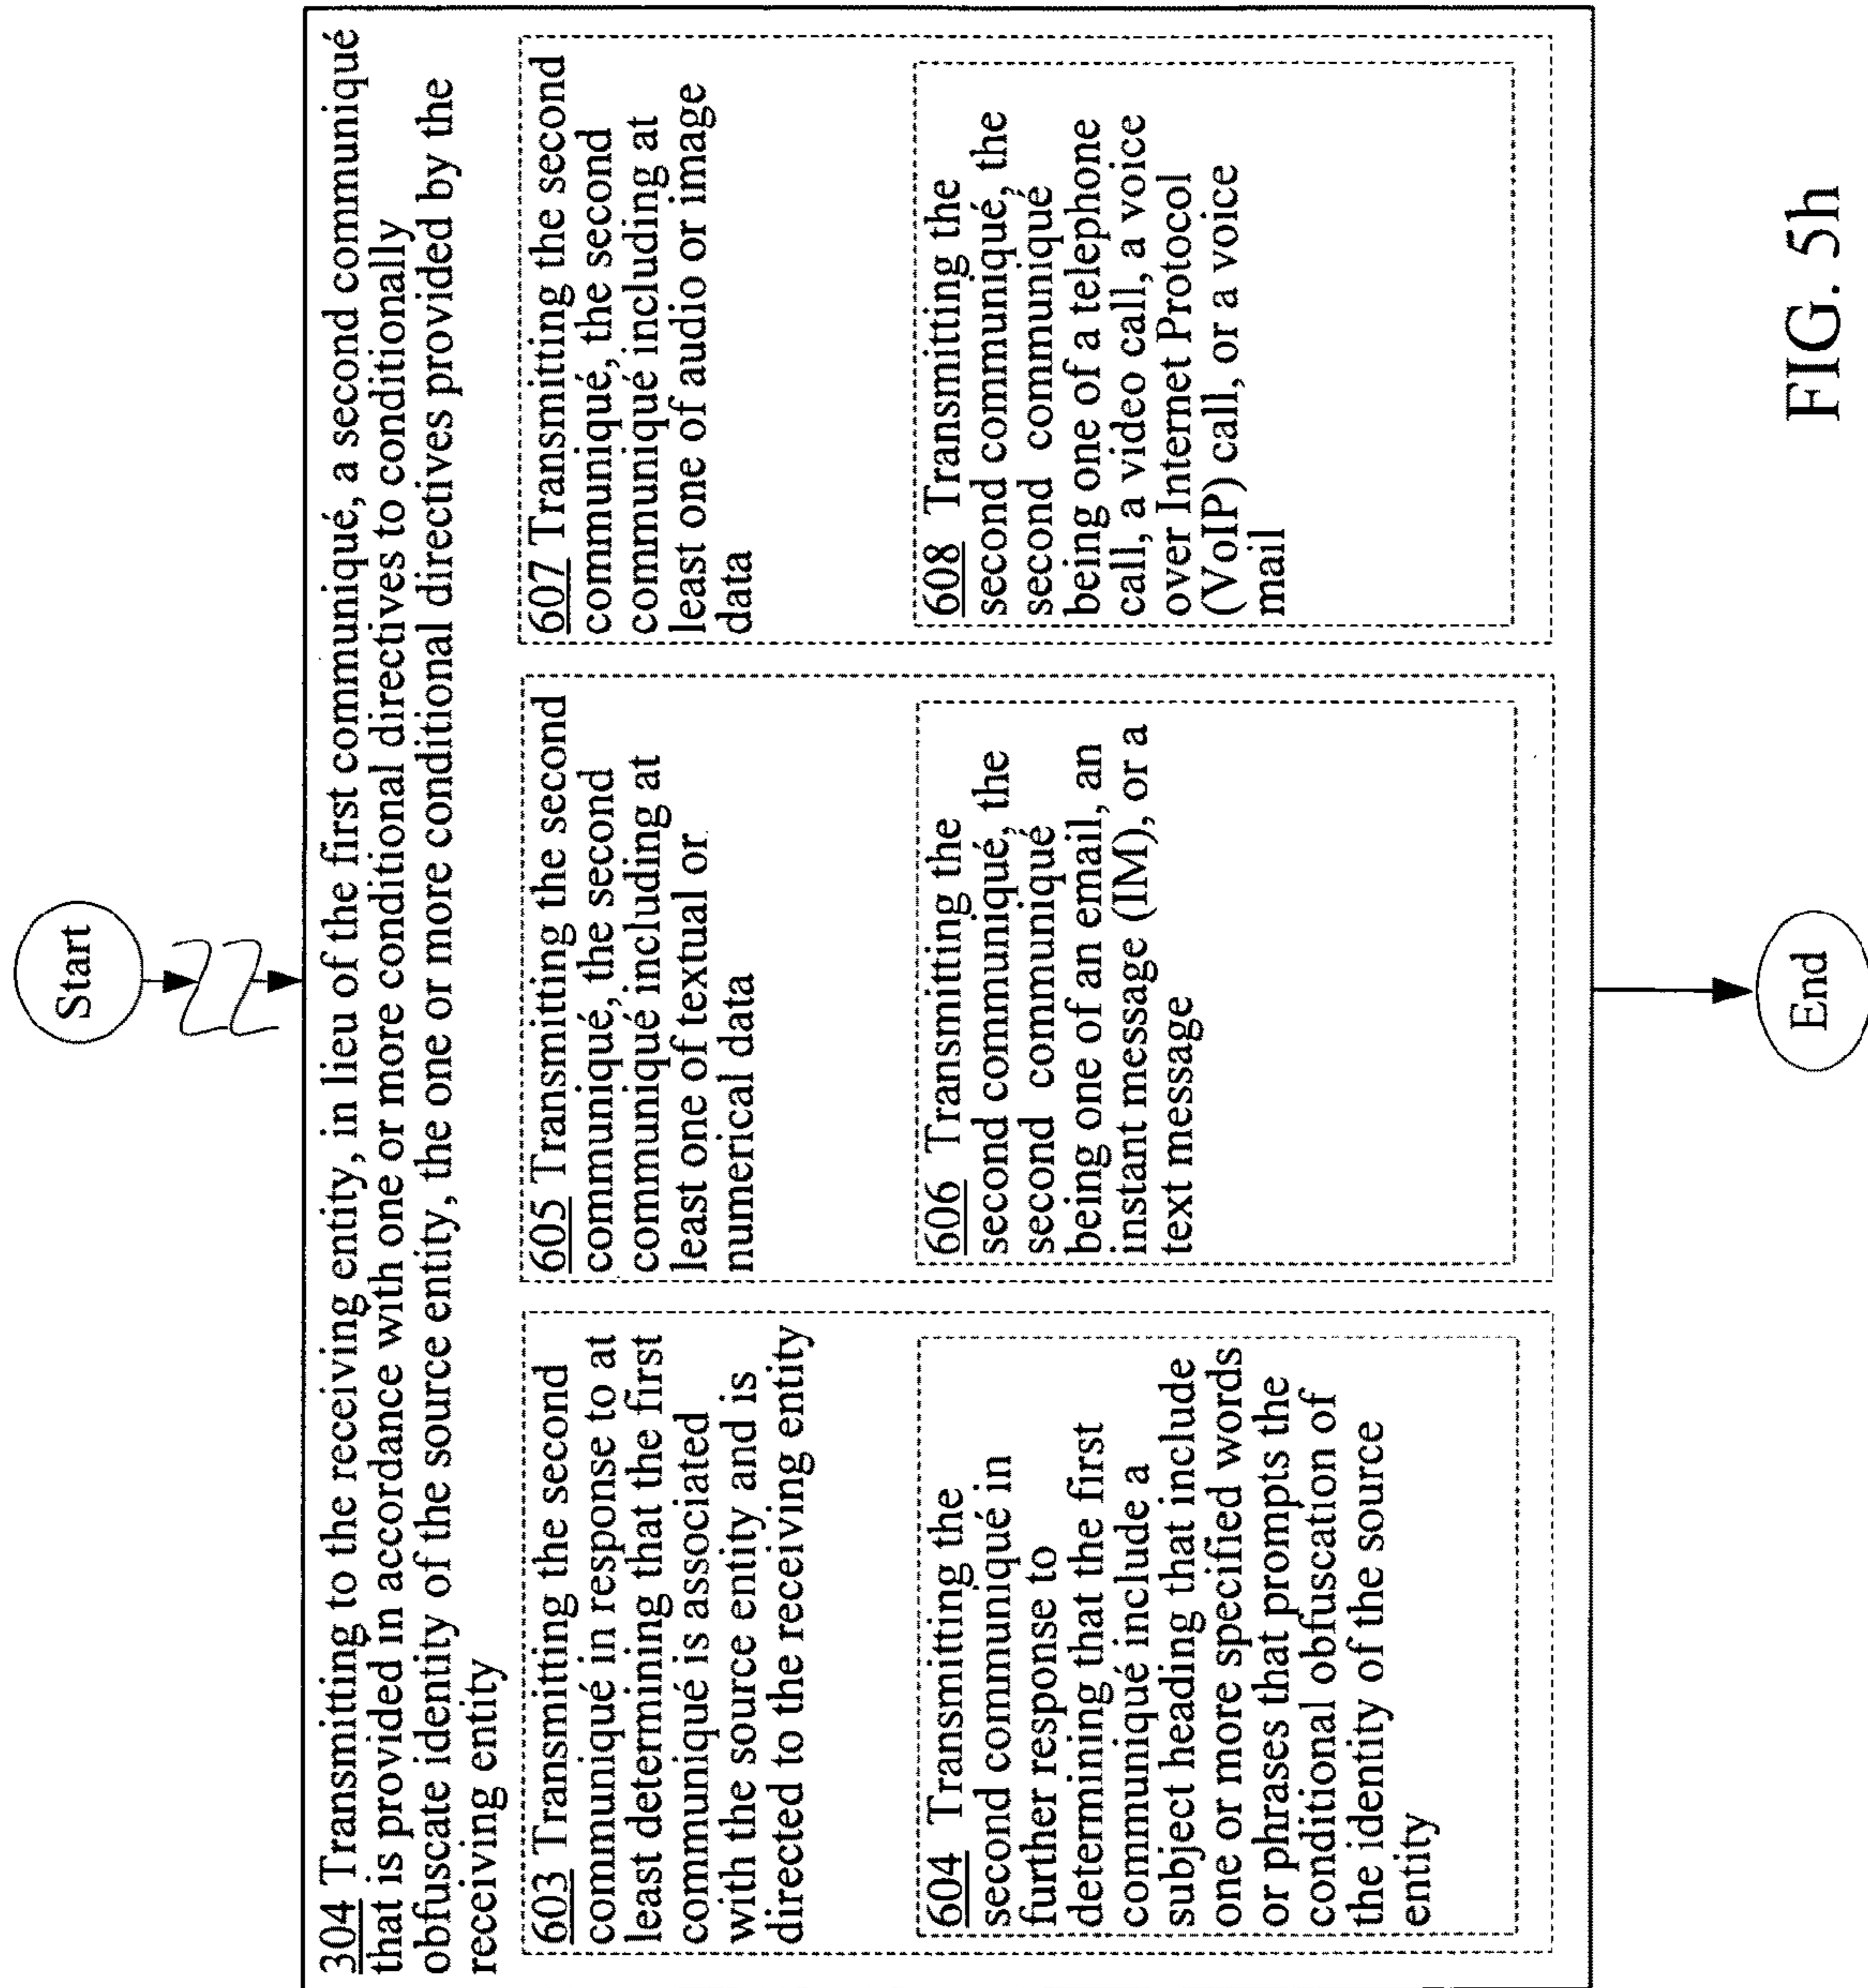 Start
304 Transmitting to the receiving entity, in lieu of the first communiqué, a second communiqué
that is provided in accordance with one or more conditional directives to conditionally
obfuscate identity of the source entity, the one or more conditional directives provided by the
receiving entity
603 Transmitting the second
communiqué in response to at
least determining that the first
communiqué is associated
with the source entity and is
directed to the receiving entity
604 Transmitting the
second communiqué in
further response to
determining that the first
communiqué include a
subject heading that include
one or more specified words
or phrases that prompts the
conditional obfuscation of
the identity of the source
entity
605 Transmitting the second
communiqué, the second
communiqué including at
least one of textual or
numerical data
606 Transmitting the
second communiqué, the
second communiqué
being one of an email, an
instant message (IM), or a
text message
607 Transmitting the second
communiqué, the second
communiqué including at
least one of audio or image
data
608 Transmitting the
second communiqué, the
second communiqué
being one of a telephone
call, a video call, a voice
over Internet Protocol
(VoIP) call, or a voice
mail
End
FIG. 5h